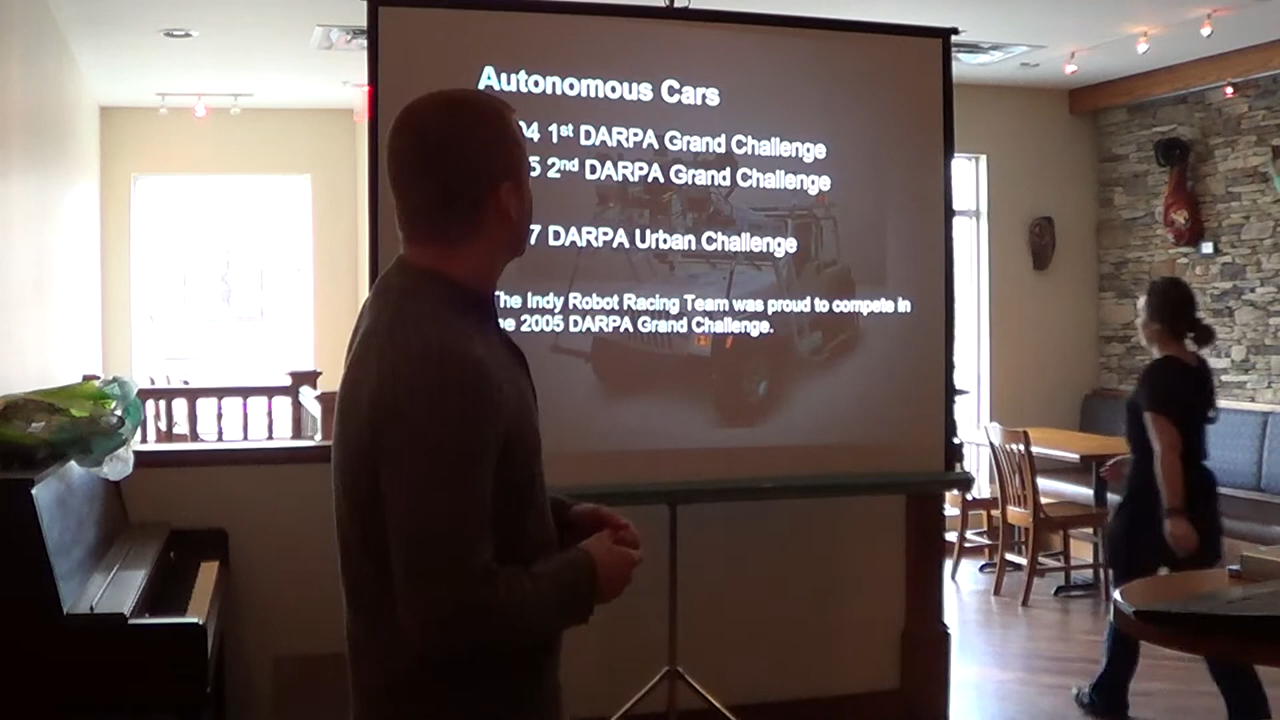 Autonomous Cars
4 1st DARPA Grand Challenge
5 2nd DARPA Grand Challenge
7 DARPA Urban Challenge
The Indy Robot Racing Team was proud to compete in
2005 DARPA Grand Challenge.